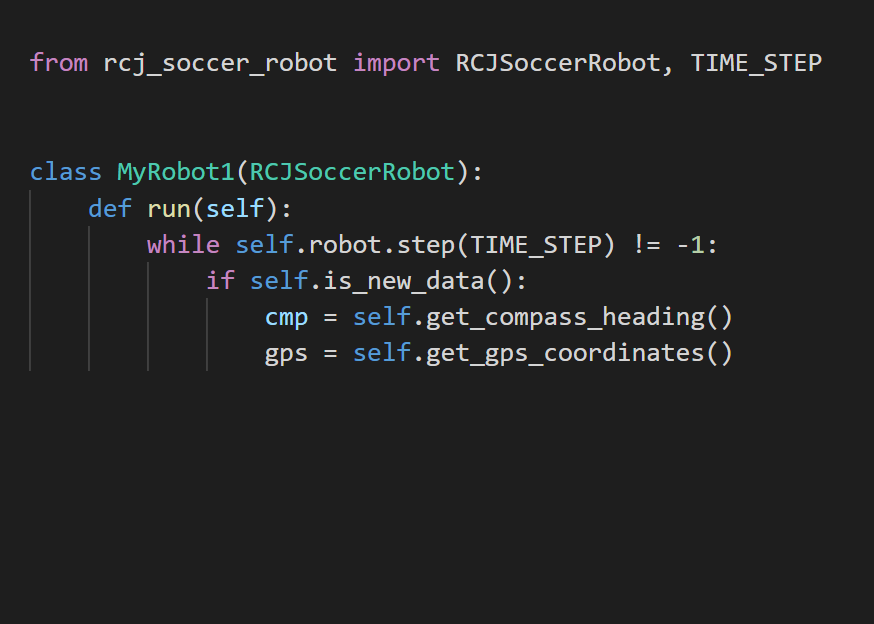 from rcj_soccer_robot import RCJSoccerRobot, TIME_STEP
class MyRobot1(RCJSoccerRobot):
def run(self):
while self.robot.step(TIME_STEP) != -1:
if self.is_new_data():
cmp = self.get_compass_heading()
gps = self.get_gps_coordinates()